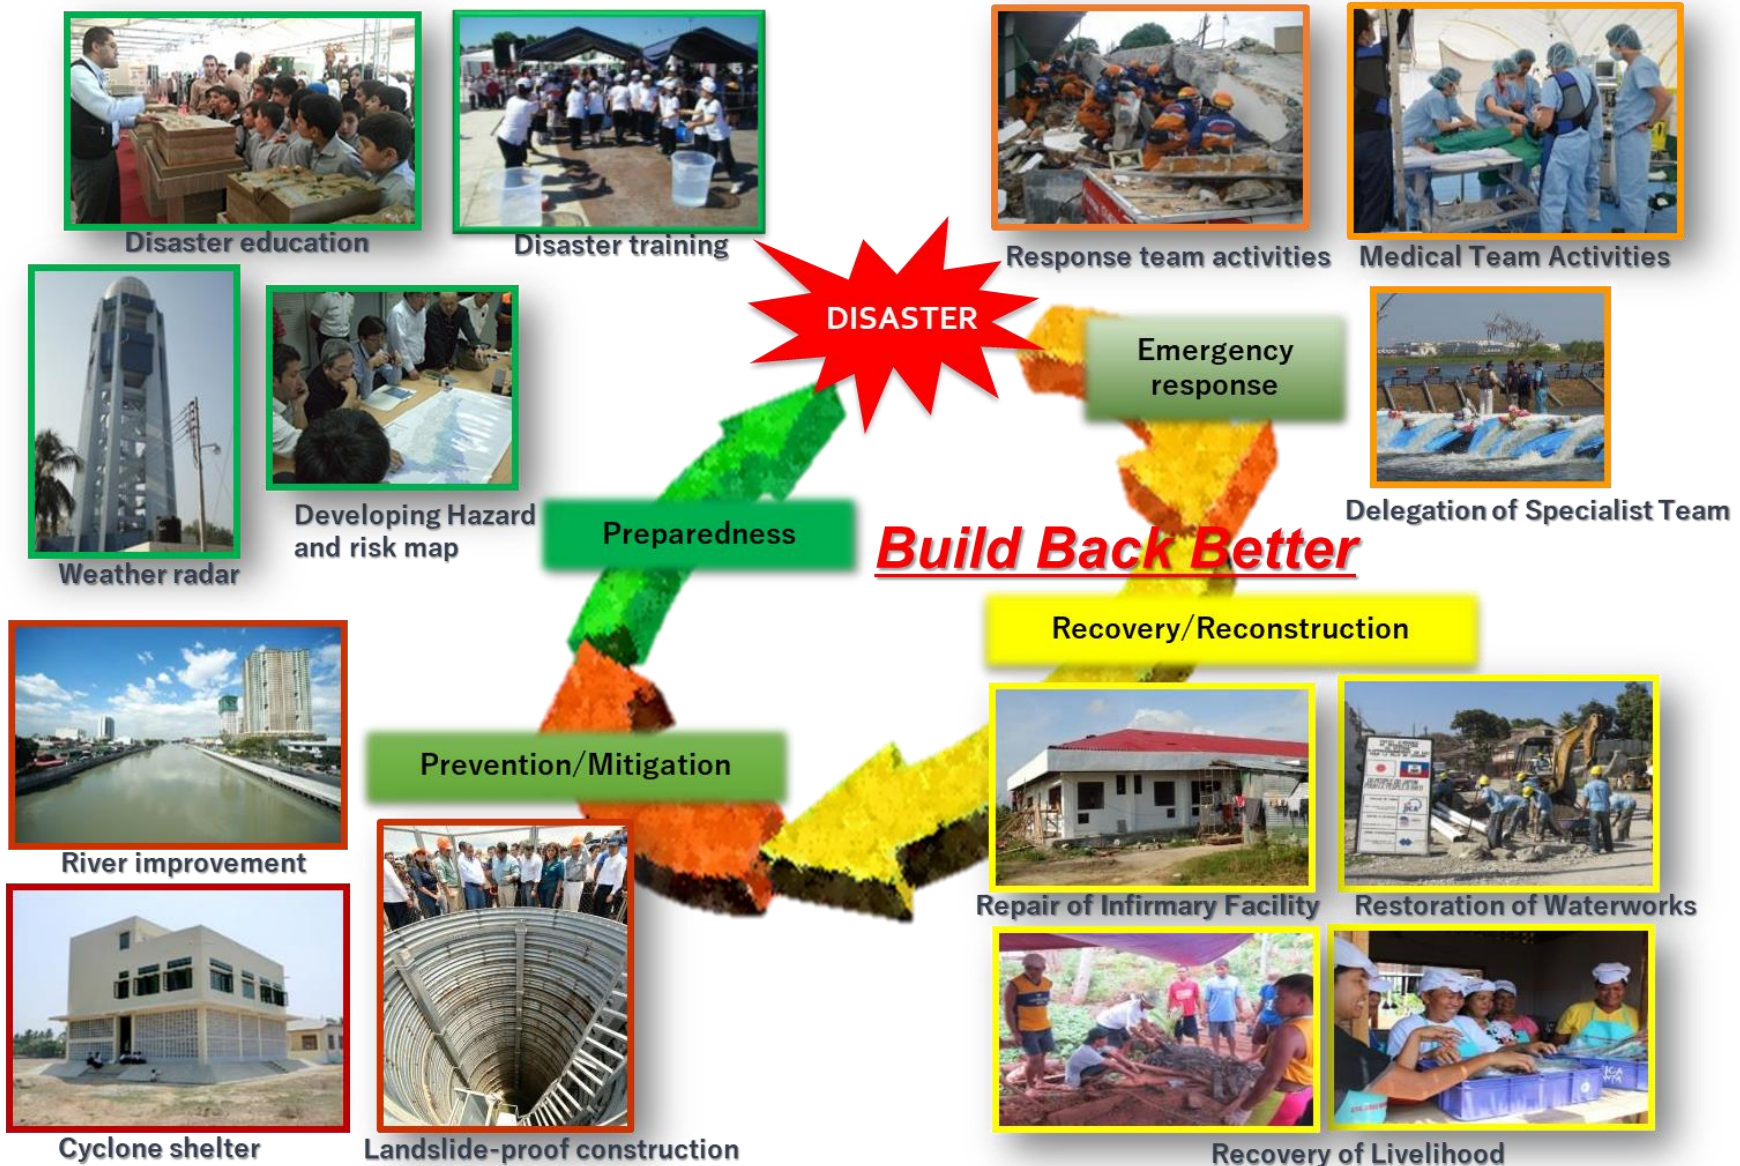 Disaster education
Disaster training
Response team activities
Medical Team Activities
DISASTER
Emergency
response
Delegation of Specialist Team
Developing Hazard
and risk map
Weather radar
Preparedness
Build Back Better
Recovery/Reconstruction
Prevention/Mitigation
River improvement
Repair of Infirmary Facility
Restoration of Waterworks
Cyclone shelter
Landslide-proof construction
Recovery of Livelihood